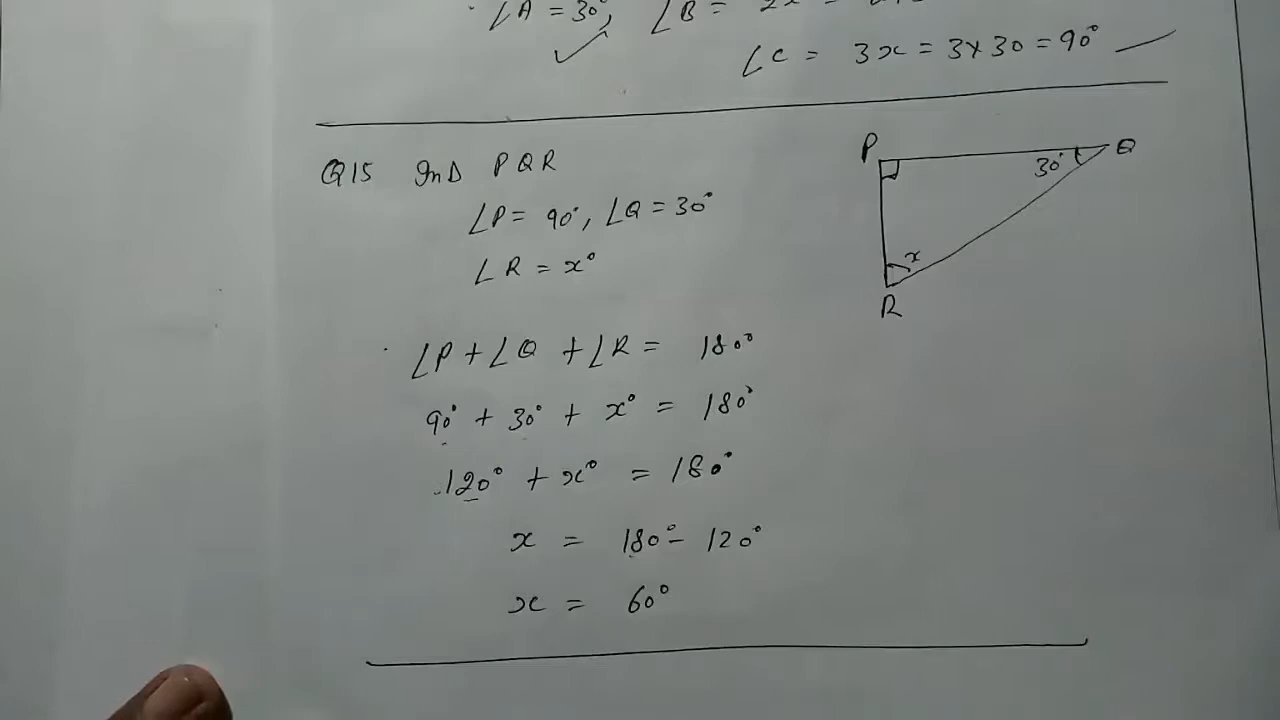 ∠A = 30°, ∠B = 2x =
∠C = 3x = 3×30 = 90°
Q15 In Δ PQR
∠P = 90°, ∠Q = 30°
∠R = x°
P
Q
30°
x
R
∠P + ∠Q + ∠R = 180°
90° + 30° + x° = 180°
120° + x° = 180°
x = 180° - 120°
x = 60°